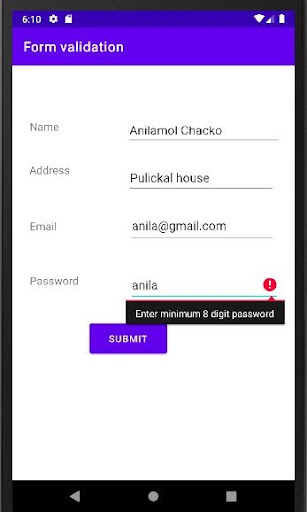 6:10
Form validation
Name
Anilamol Chacko
Address
Pulickal house
Email
anila@gmail.com
Password
anila
Enter minimum 8 digit password
SUBMIT